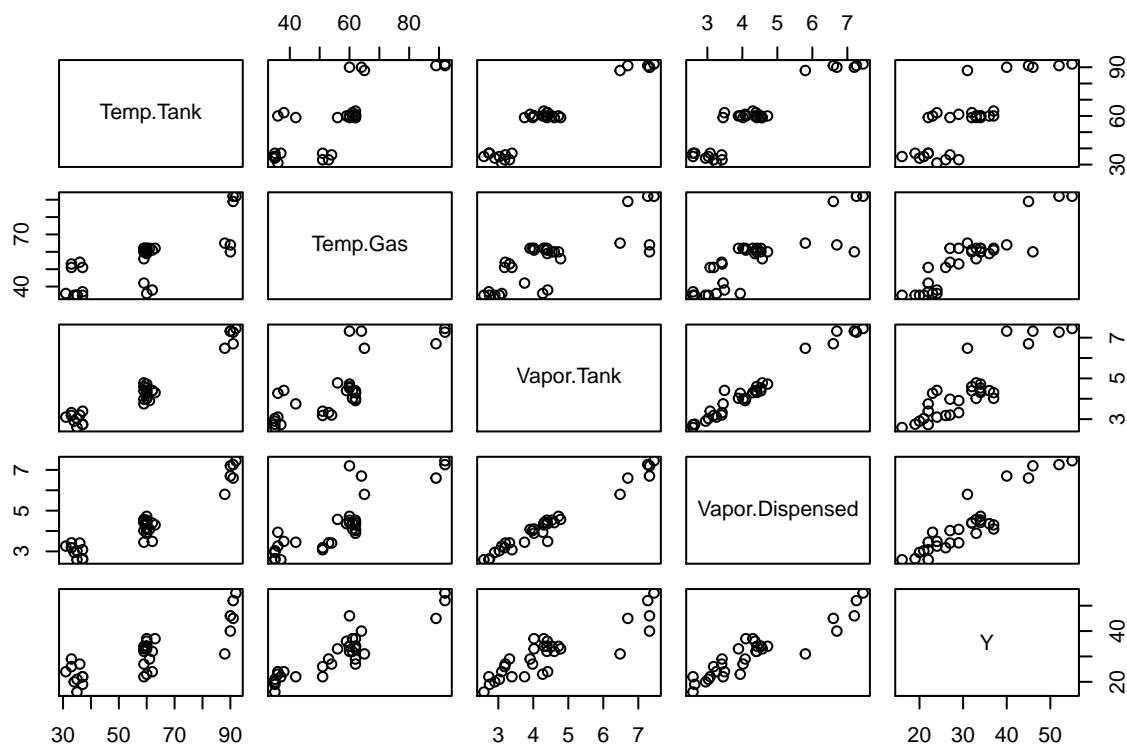 40 60 80
3 4 5 6 7
Temp.Tank
30 60 90
40 70
Temp.Gas
Vapor.Tank
3 5 7
3 5 7
Vapor.Dispensed
Y
20 40
30 50 70 90
3 4 5 6 7
20 30 40 50